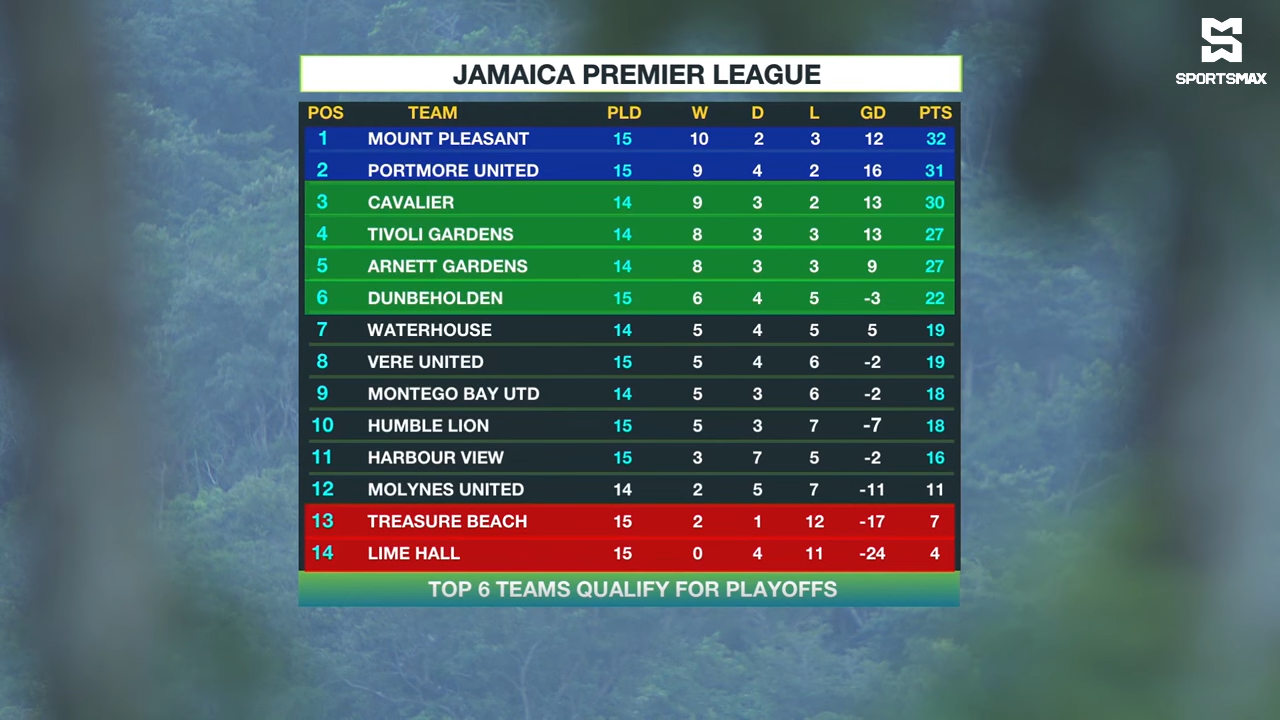 SPORTSMAX
JAMAICA PREMIER LEAGUE
POS TEAM PLD W D L GD PTS
1 MOUNT PLEASANT 15 10 2 3 12 32
2 PORTMORE UNITED 15 9 4 2 16 31
3 CAVALIER 14 9 3 2 13 30
4 TIVOLI GARDENS 14 8 3 3 13 27
5 ARNETT GARDENS 14 8 3 3 9 27
6 DUNBEHOLDEN 15 6 4 5 -3 22
7 WATERHOUSE 14 5 4 5 5 19
8 VERE UNITED 15 5 4 6 -2 19
9 MONTEGO BAY UTD 14 5 3 6 -2 18
10 HUMBLE LION 15 5 3 7 -7 18
11 HARBOUR VIEW 15 3 7 5 -2 16
12 MOLYNES UNITED 14 2 5 7 -11 11
13 TREASURE BEACH 15 2 1 12 -17 7
14 LIME HALL 15 0 4 11 -24 4
TOP 6 TEAMS QUALIFY FOR PLAYOFFS